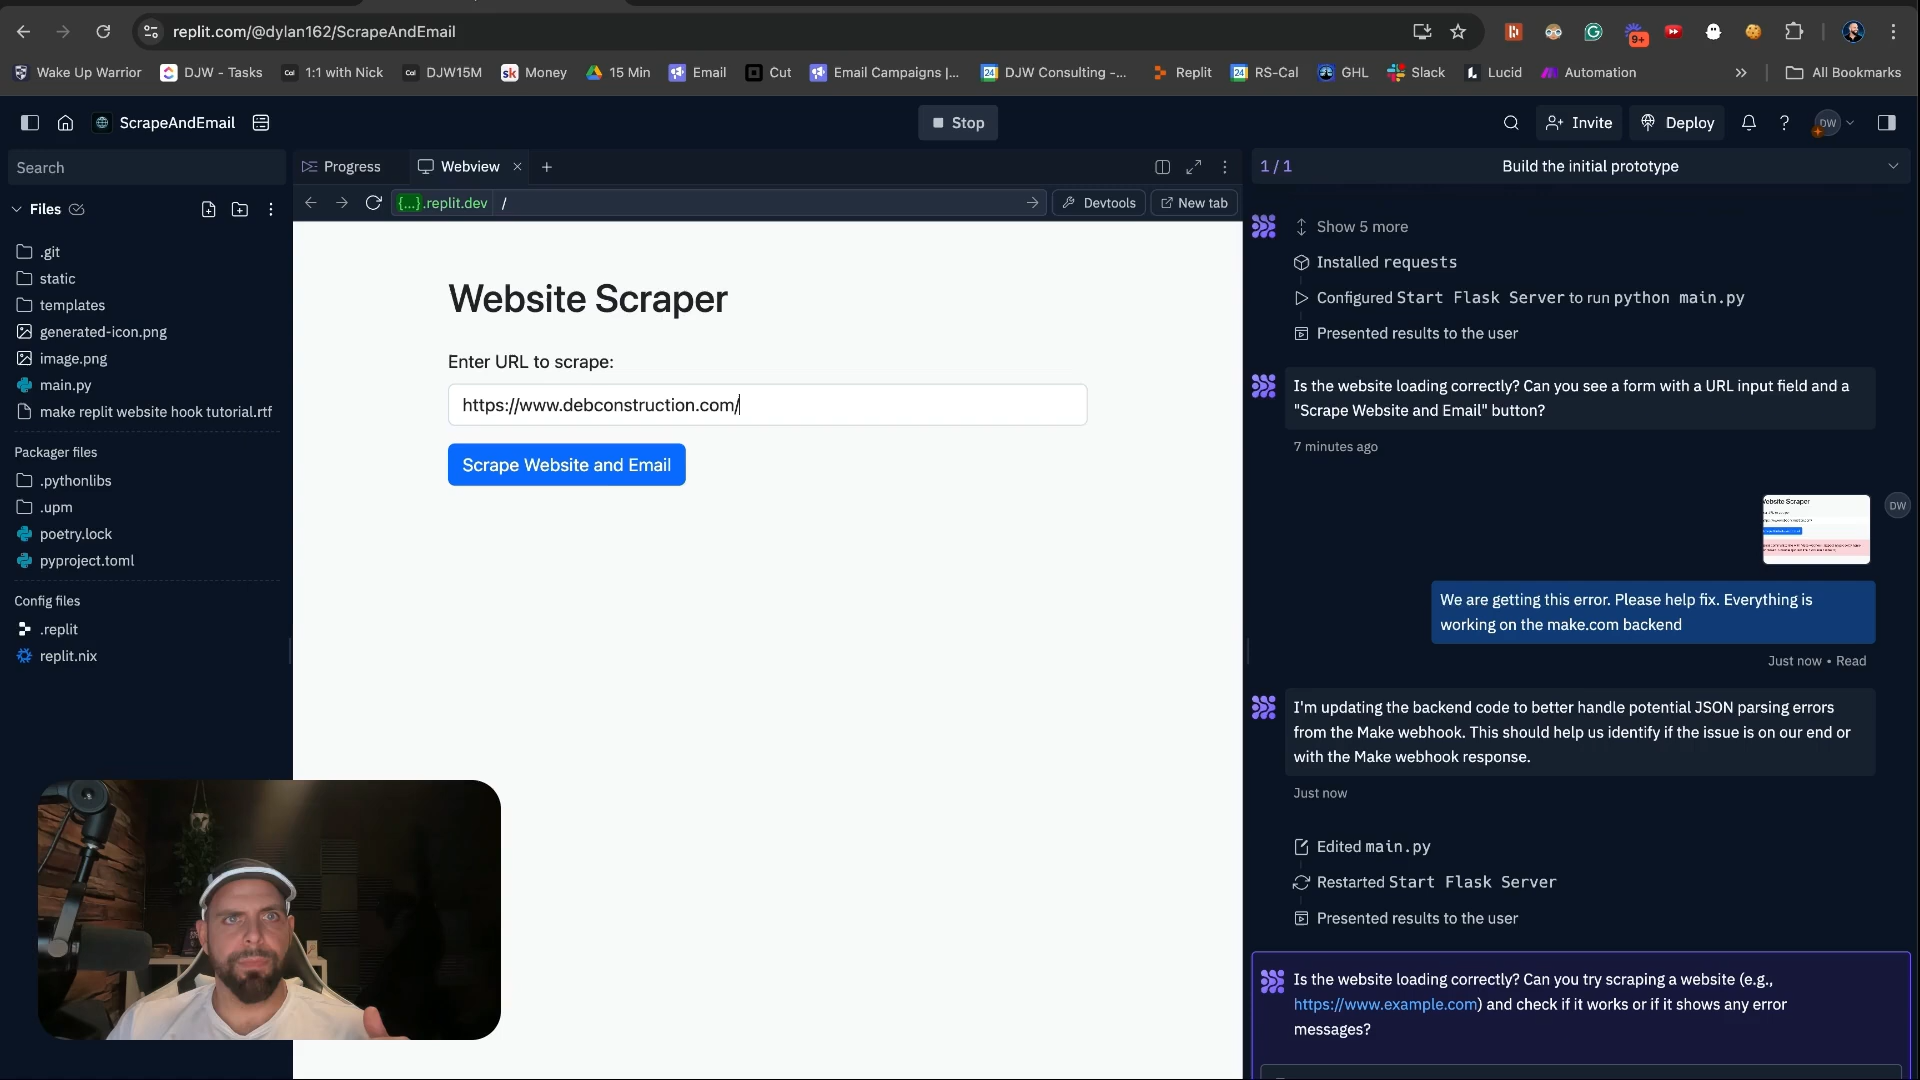 replit.com/@dylan162/ScrapeAndEmail
9+
Wake Up Warrior
DJW - Tasks
Cal 1:1 with Nick
Cal DJW15M
sk Money
15 Min
Email
Cut
Email Campaigns |...
24 DJW Consulting -...
Replit
24 RS-Cal
GHL
Slack
Lucid
Automation
All Bookmarks
ScrapeAndEmail
Stop
Invite
Deploy
DW
Search
Progress
Webview
1 / 1
Build the initial prototype
{...}.replit.dev /
Devtools
New tab
Files
.git
static
templates
generated-icon.png
image.png
main.py
make replit website hook tutorial.rtf
Packager files
.pythonlibs
.upm
poetry.lock
pyproject.toml
Config files
.replit
replit.nix
Website Scraper
Enter URL to scrape:
https://www.debconstruction.com/
Scrape Website and Email
Show 5 more
Installed requests
Configured Start Flask Server to run python main.py
Presented results to the user
Is the website loading correctly? Can you see a form with a URL input field and a
"Scrape Website and Email" button?
7 minutes ago
Website Scraper
DW
We are getting this error. Please help fix. Everything is
working on the make.com backend
Just now • Read
I'm updating the backend code to better handle potential JSON parsing errors
from the Make webhook. This should help us identify if the issue is on our end or
with the Make webhook response.
Just now
Edited main.py
Restarted Start Flask Server
Presented results to the user
Is the website loading correctly? Can you try scraping a website (e.g.,
https://www.example.com) and check if it works or if it shows any error
messages?